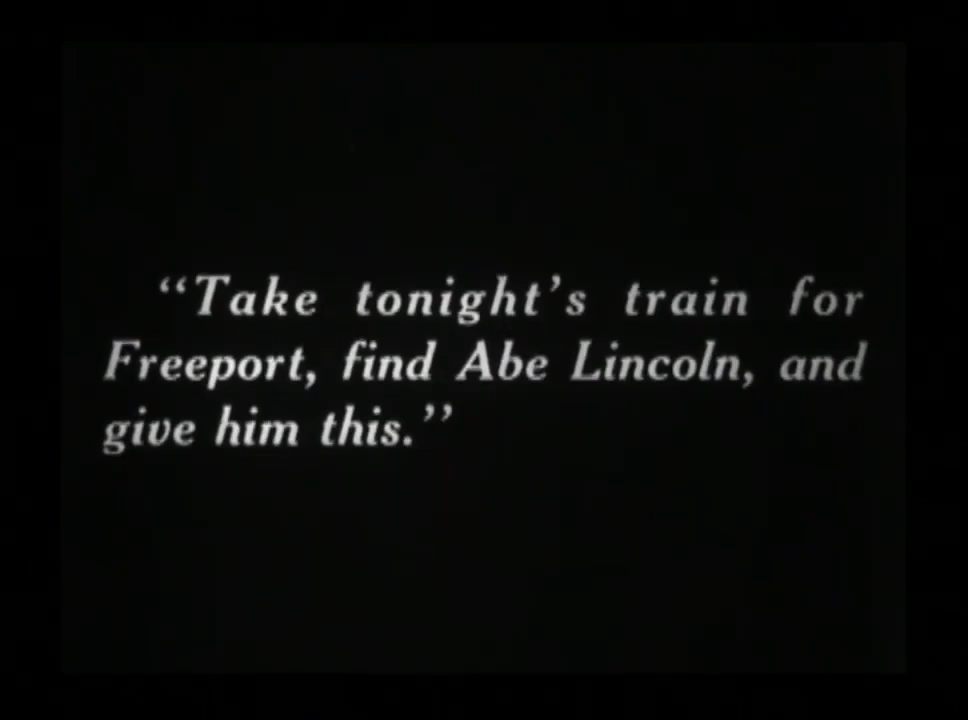 “Take tonight’s train for
Freeport, find Abe Lincoln, and
give him this.”